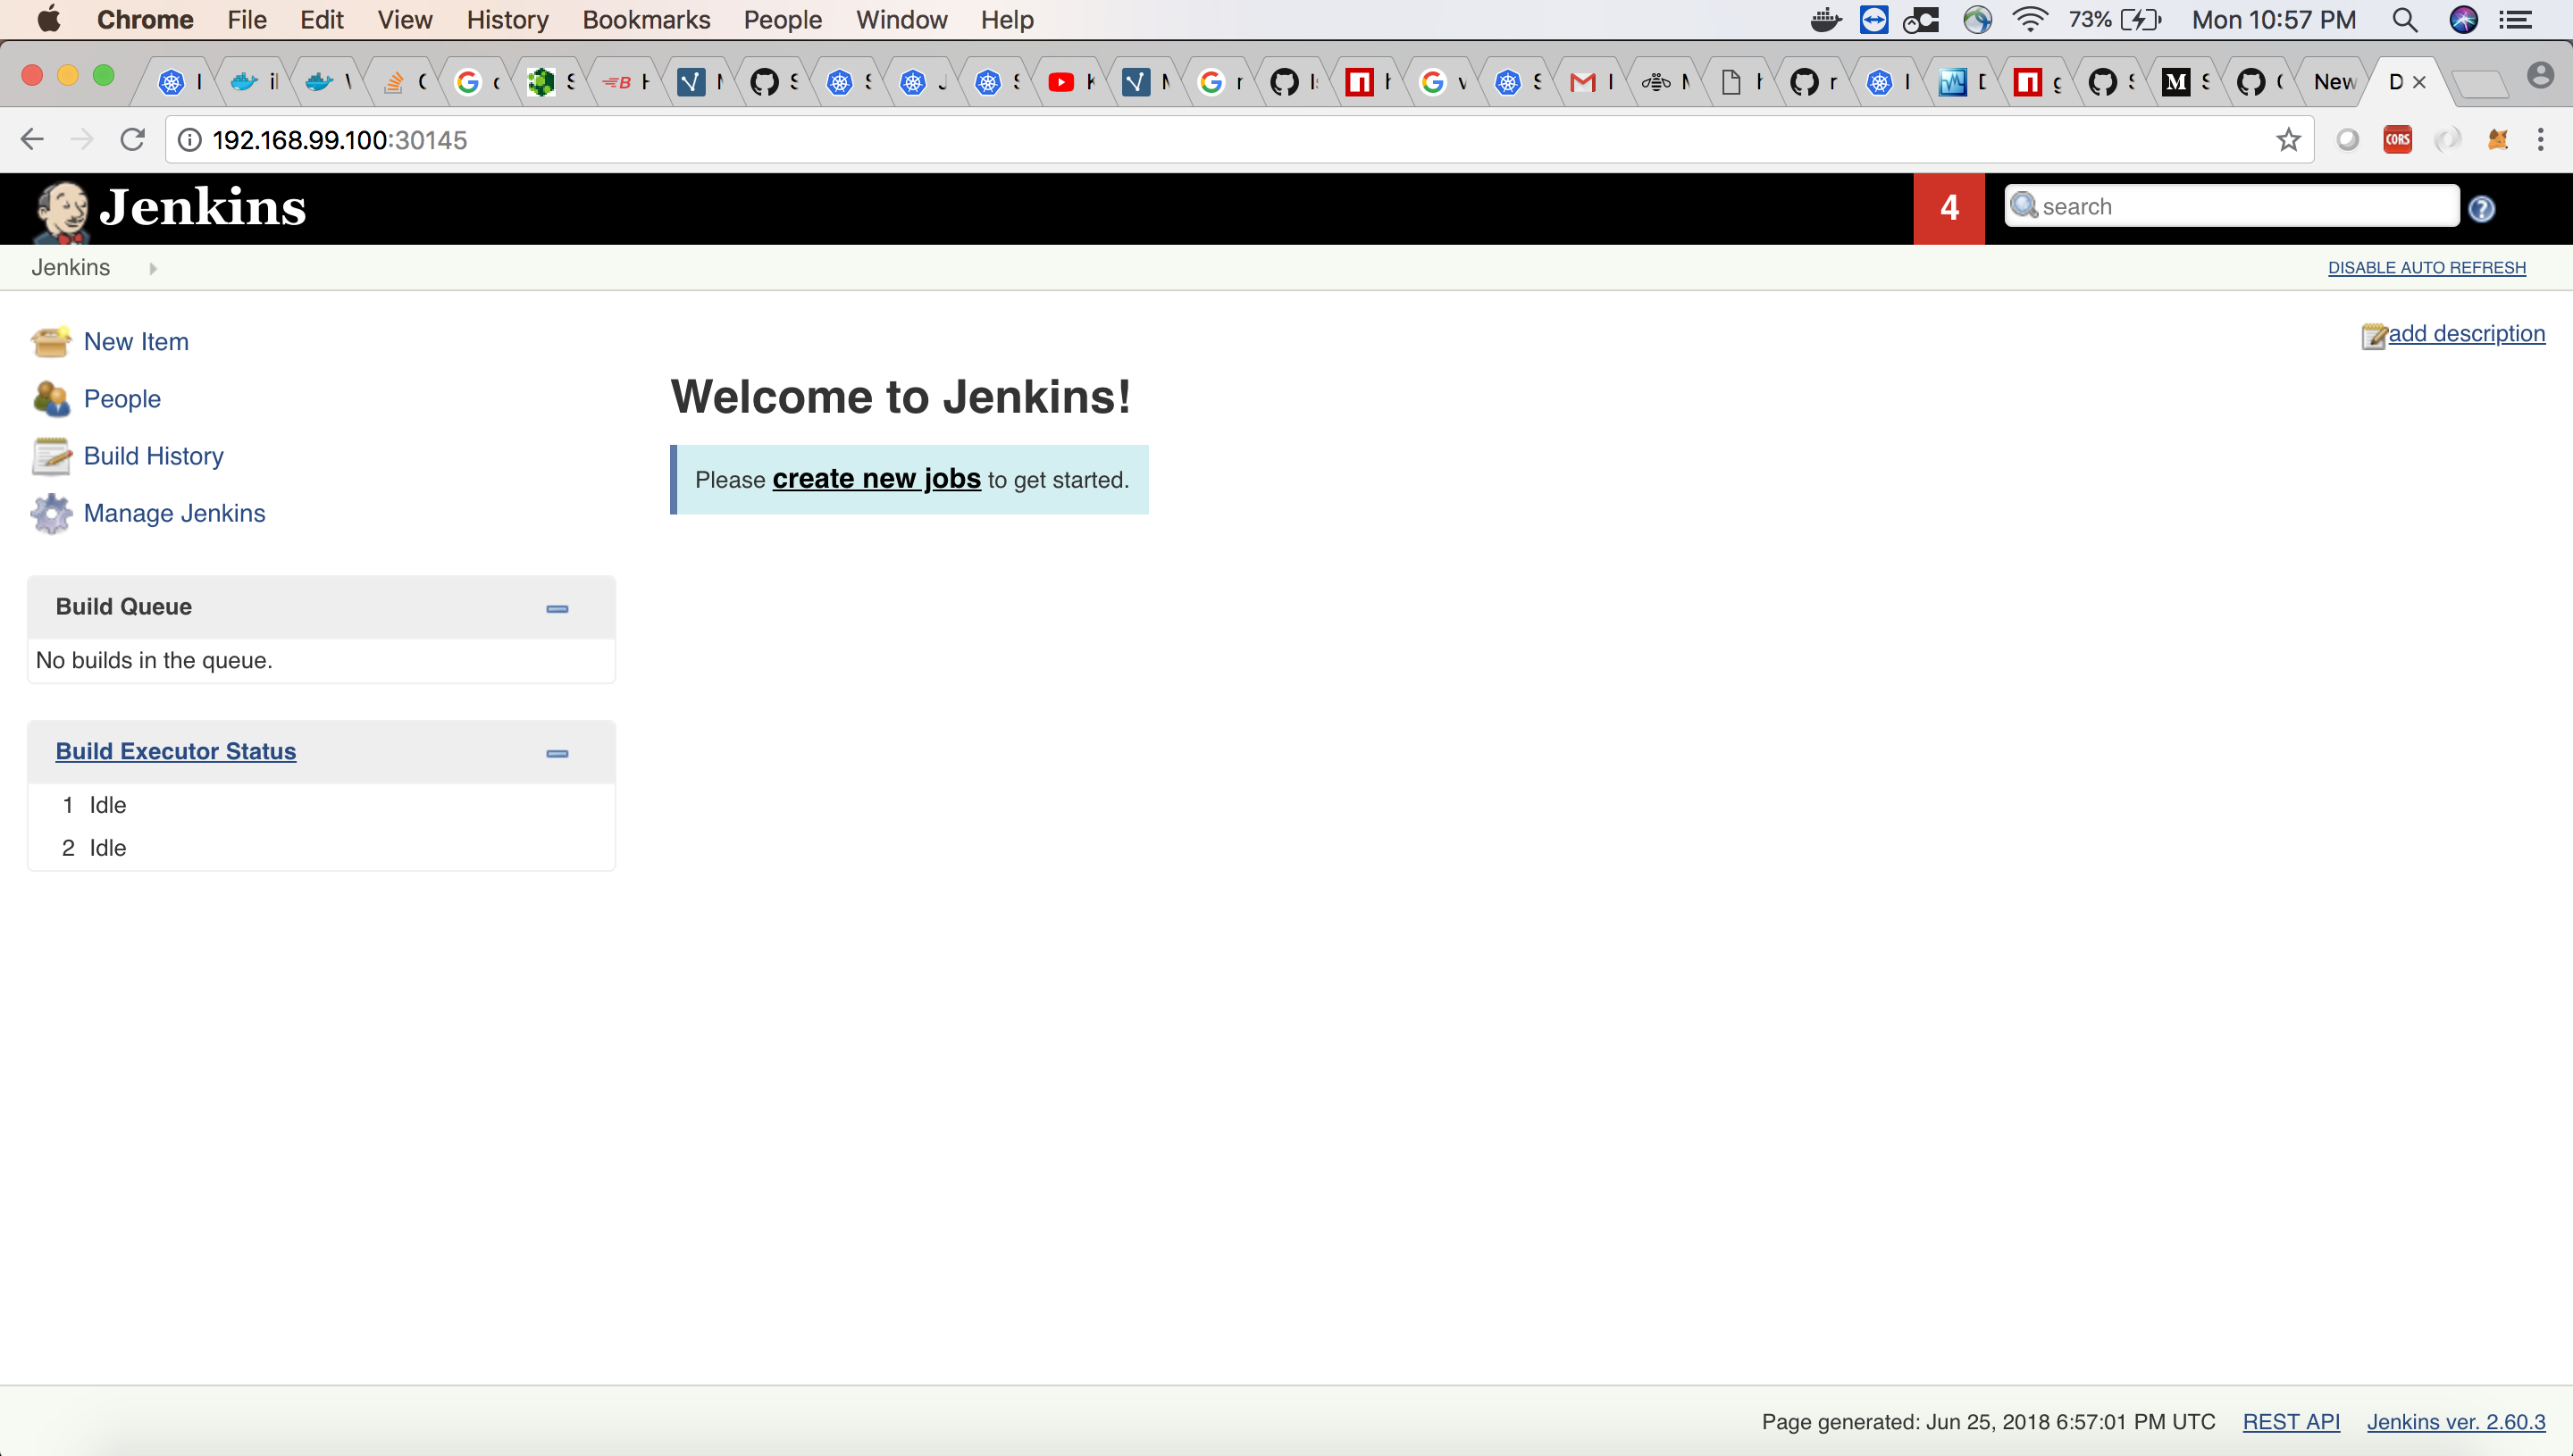 Chrome File Edit View History Bookmarks People Window Help 73% Mon 10:57 PM
New D
192.168.99.100:30145
Jenkins 4 search
Jenkins DISABLE AUTO REFRESH
New Item
People
Build History
Manage Jenkins
add description
Welcome to Jenkins!
Please create new jobs to get started.
Build Queue
No builds in the queue.
Build Executor Status
1 Idle
2 Idle
Page generated: Jun 25, 2018 6:57:01 PM UTC REST API Jenkins ver. 2.60.3